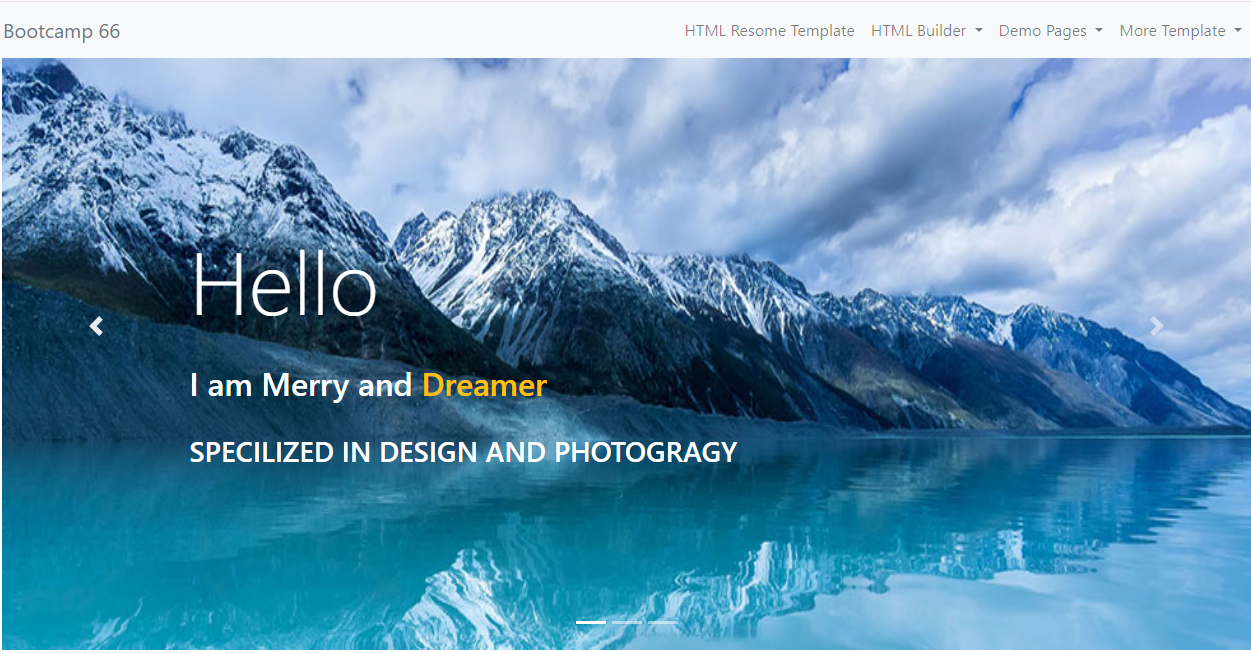 Bootcamp 66
HTML Resome Template HTML Builder Demo Pages More Template
Hello
I am Merry and Dreamer
SPECILIZED IN DESIGN AND PHOTOGRAGY